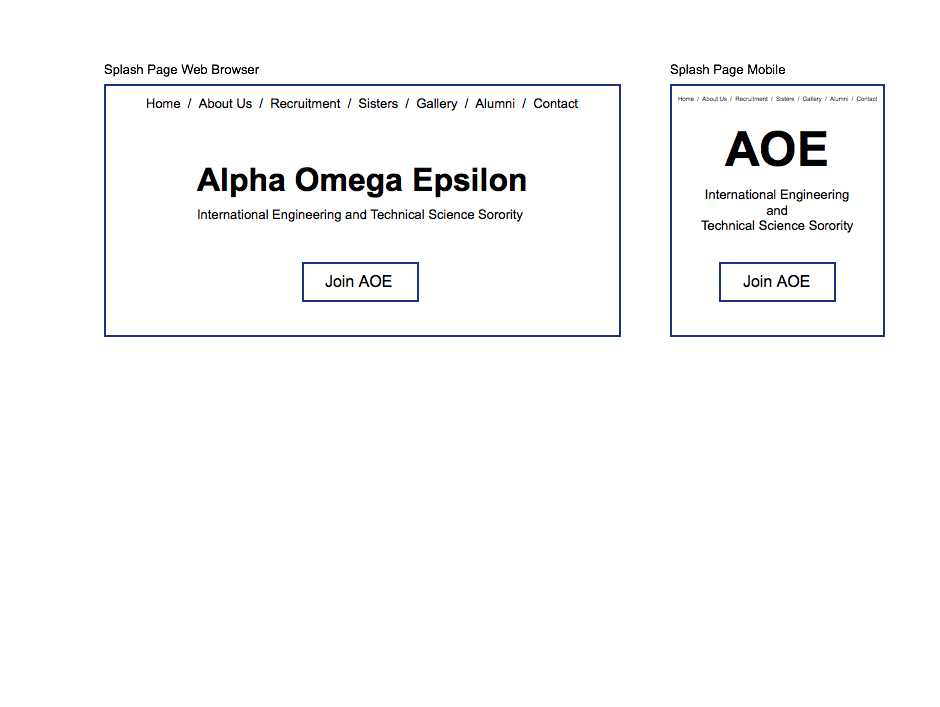 Splash Page Web Browser
Home / About Us / Recruitment / Sisters / Gallery / Alumni / Contact
Alpha Omega Epsilon
International Engineering and Technical Science Sorority
Join AOE
Splash Page Mobile
Home / About Us / Recruitment / Sisters / Gallery / Alumni / Contact
AOE
International Engineering
and
Technical Science Sorority
Join AOE